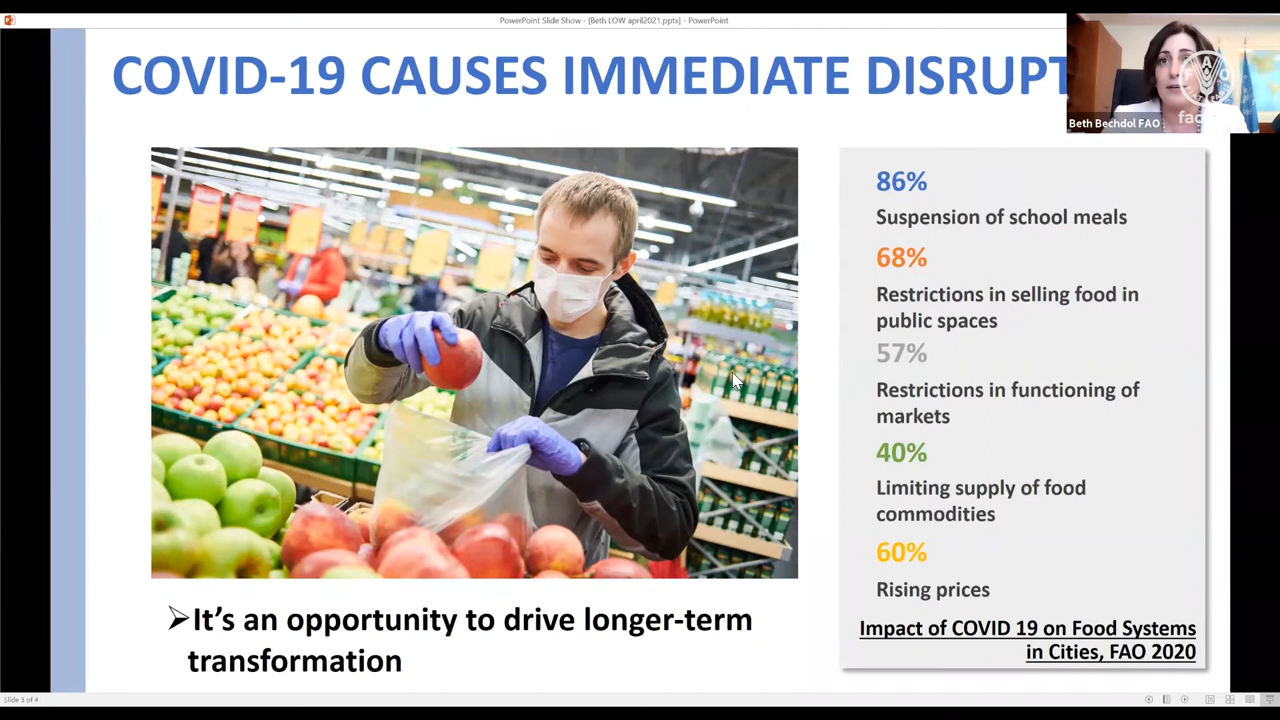 PowerPoint Slide Show - [Beth LOW april2021.pptx] - PowerPoint
COVID-19 CAUSES IMMEDIATE DISRUPT
Beth Bechdol FAO
86%
Suspension of school meals
68%
Restrictions in selling food in
public spaces
57%
Restrictions in functioning of
markets
40%
Limiting supply of food
commodities
60%
Rising prices
Impact of COVID 19 on Food Systems
in Cities, FAO 2020
It's an opportunity to drive longer-term
transformation
Slide 3 of 4